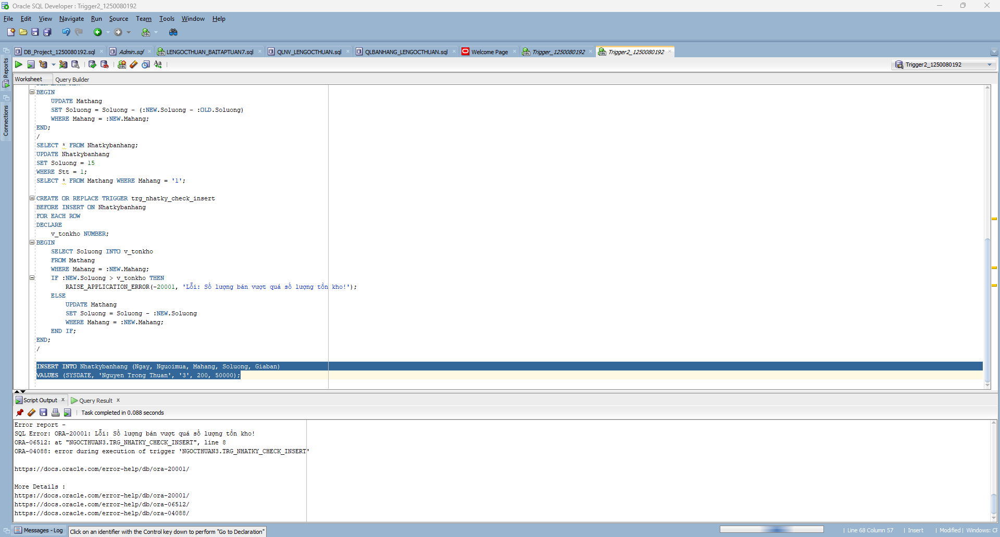 Oracle SQL Developer : Trigger2_1250080192
File Edit View Navigate Run Source Team Tools Window Help
DB_Project_1250080192.sql Admin.sql LENGOCTHUAN_BAITAPTUAN7.sql QLNV_LENGOCTHUAN.sql QLBANHANG_LENGOCTHUAN.sql Welcome Page Trigger_1250080192 Trigger2_1250080192
Reports
Connections
Trigger2_1250080192
Worksheet Query Builder
BEGIN
UPDATE Mathang
SET Soluong = Soluong - (:NEW.Soluong - :OLD.Soluong)
WHERE Mahang = :NEW.Mahang;
END;
/
SELECT * FROM Nhatkybanhang;
UPDATE Nhatkybanhang
SET Soluong = 15
WHERE Stt = 1;
SELECT * FROM Mathang WHERE Mahang = '1';
CREATE OR REPLACE TRIGGER trg_nhatky_check_insert
BEFORE INSERT ON Nhatkybanhang
FOR EACH ROW
DECLARE
v_tonkho NUMBER;
BEGIN
SELECT Soluong INTO v_tonkho
FROM Mathang
WHERE Mahang = :NEW.Mahang;
IF :NEW.Soluong > v_tonkho THEN
RAISE_APPLICATION_ERROR(-20001, 'Lỗi: Số lượng bán vượt quá số lượng tồn kho!');
ELSE
UPDATE Mathang
SET Soluong = Soluong - :NEW.Soluong
WHERE Mahang = :NEW.Mahang;
END IF;
END;
/
INSERT INTO Nhatkybanhang (Ngay, Nguoimua, Mahang, Soluong, Giaban)
VALUES (SYSDATE, 'Nguyen Trong Thuan', '3', 200, 50000);
Script Output x Query Result x
Task completed in 0.088 seconds
Error report -
SQL Error: ORA-20001: Lỗi: Số lượng bán vượt quá số lượng tồn kho!
ORA-06512: at "NGOCTHUAN3.TRG_NHATKY_CHECK_INSERT", line 8
ORA-04088: error during execution of trigger 'NGOCTHUAN3.TRG_NHATKY_CHECK_INSERT'
https://docs.oracle.com/error-help/db/ora-20001/
More Details :
https://docs.oracle.com/error-help/db/ora-20001/
https://docs.oracle.com/error-help/db/ora-06512/
https://docs.oracle.com/error-help/db/ora-04088/
Messages - Log
Click on an identifier with the Control key down to perform "Go to Declaration"
Line 68 Column 57 | Insert | Modified | Windows: